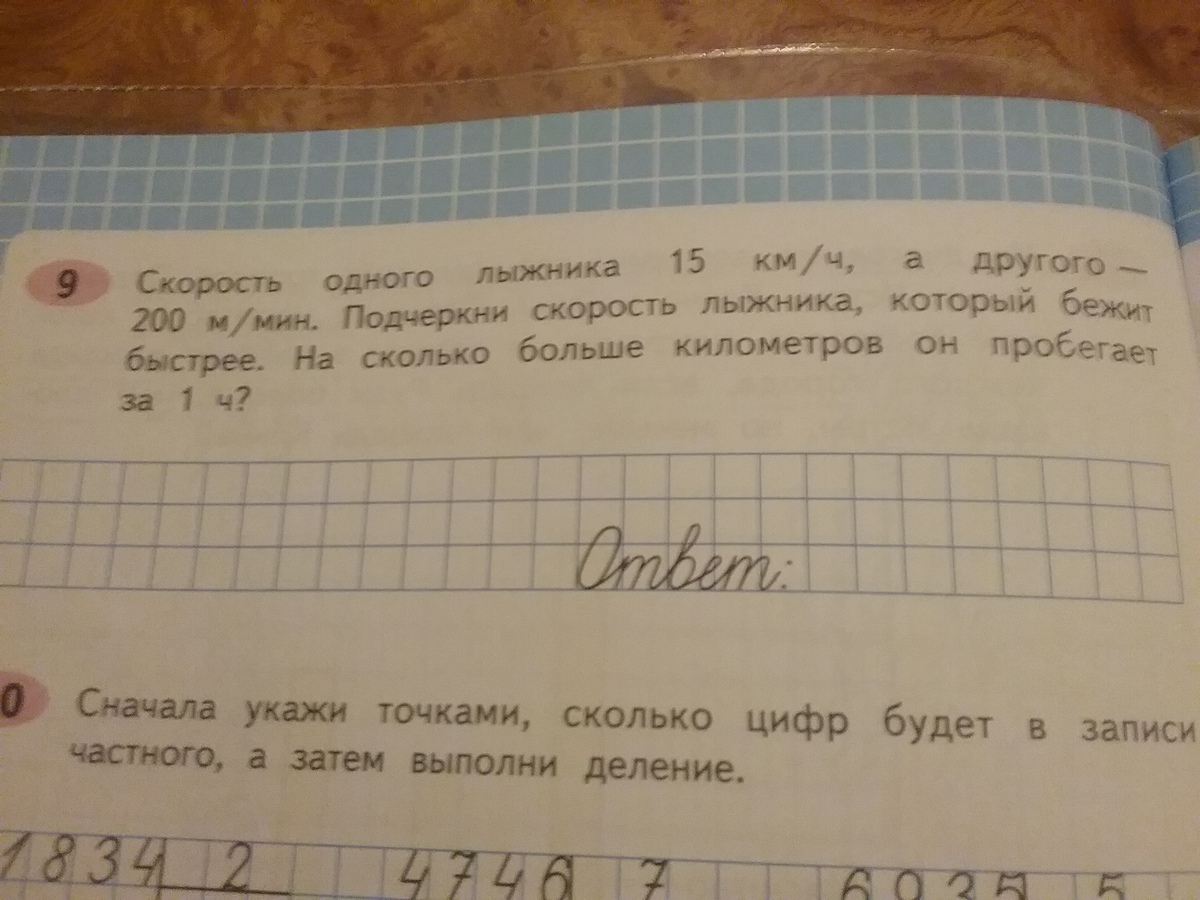 9 Скорость одного лыжника 15 км/ч, а другого —
200 м/мин. Подчеркни скорость лыжника, который бежит
быстрее. На сколько больше километров он пробегает
за 1 ч?
Ответ:
0 Сначала укажи точками, сколько цифр будет в записи
частного, а затем выполни деление.
1834 2 4746 7 6035 5